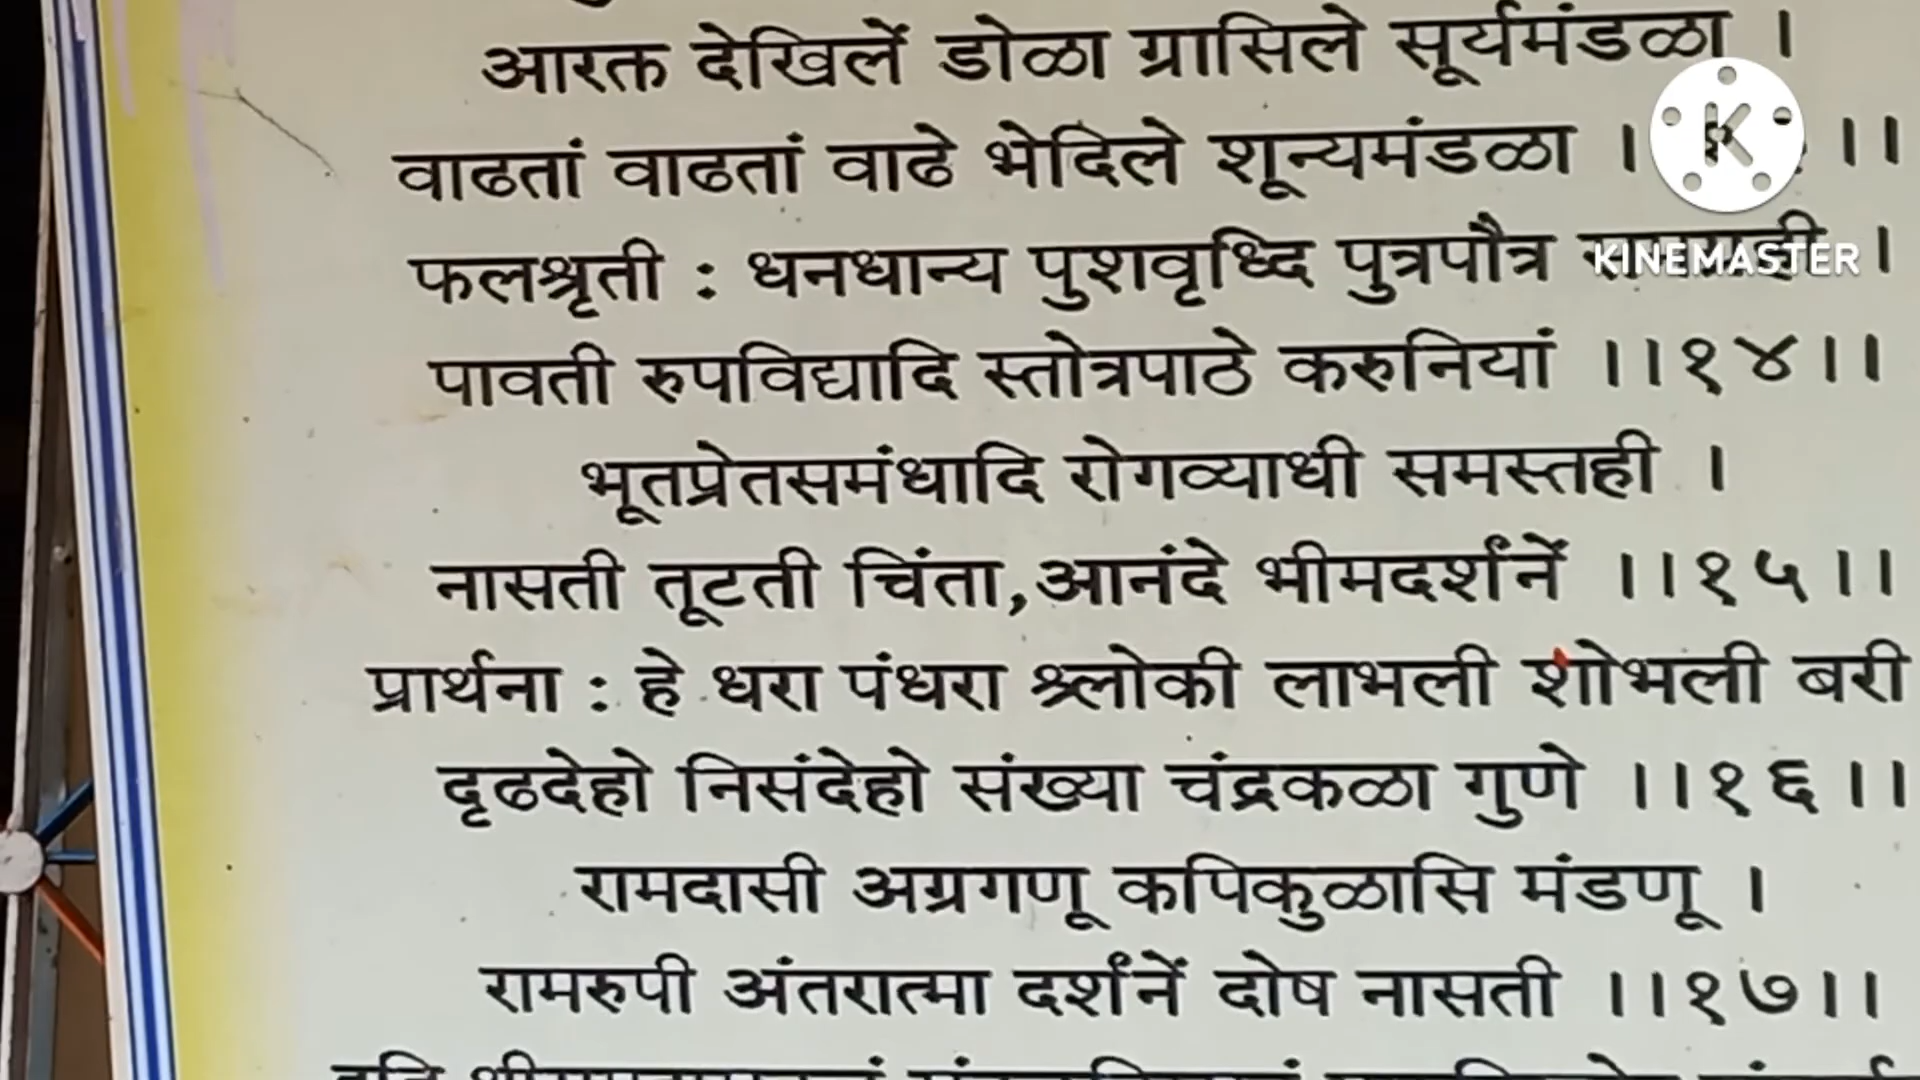 आरक्त देखिलें डोळा ग्रासिले सूर्यमंडळा ।
वाढतां वाढतां वाढे भेदिले शून्यमंडळा । ।।
फलश्रृती : धनधान्य पुशवृध्दि पुत्रपौत्र ।
KINEMASTER
पावती रुपविद्यादि स्तोत्रपाठे करुनियां ।।१४।।
भूतप्रेतसमंधादि रोगव्याधी समस्तही ।
नासती तूटती चिंता,आनंदे भीमदर्शंनें ।।१५।।
प्रार्थना : हे धरा पंधरा श्र्लोकी लाभली शोभली बरी
दृढदेहो निसंदेहो संख्या चंद्रकळा गुणे ।।१६।।
रामदासी अग्रगणू कपिकुळासि मंडणू ।
रामरुपी अंतरात्मा दर्शंनें दोष नासती ।।१७।।